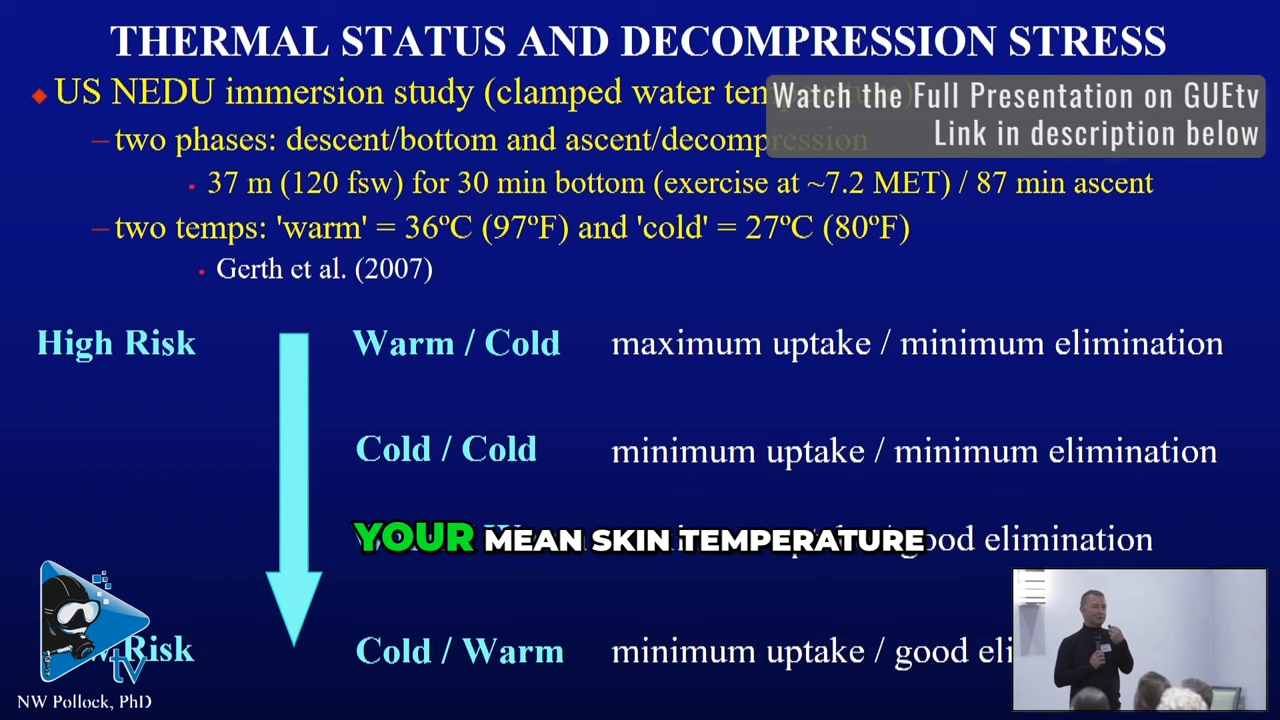 THERMAL STATUS AND DECOMPRESSION STRESS
US NEDU immersion study (clamped water
Watch the Full Presentation on GUEtv
Link in description below
– two phases: descent/bottom and ascent/decompression
37 m (120 fsw) for 30 min bottom (exercise at ~7.2 MET) / 87 min ascent
– two temps: 'warm' = 36ºC (97ºF) and 'cold' = 27ºC (80ºF)
Gerth et al. (2007)
High Risk
Warm / Cold maximum uptake / minimum elimination
Cold / Cold minimum uptake / minimum elimination
good elimination
YOUR MEAN SKIN TEMPERATURE
Risk
Cold / Warm minimum uptake / good
tv
NW Pollock, PhD